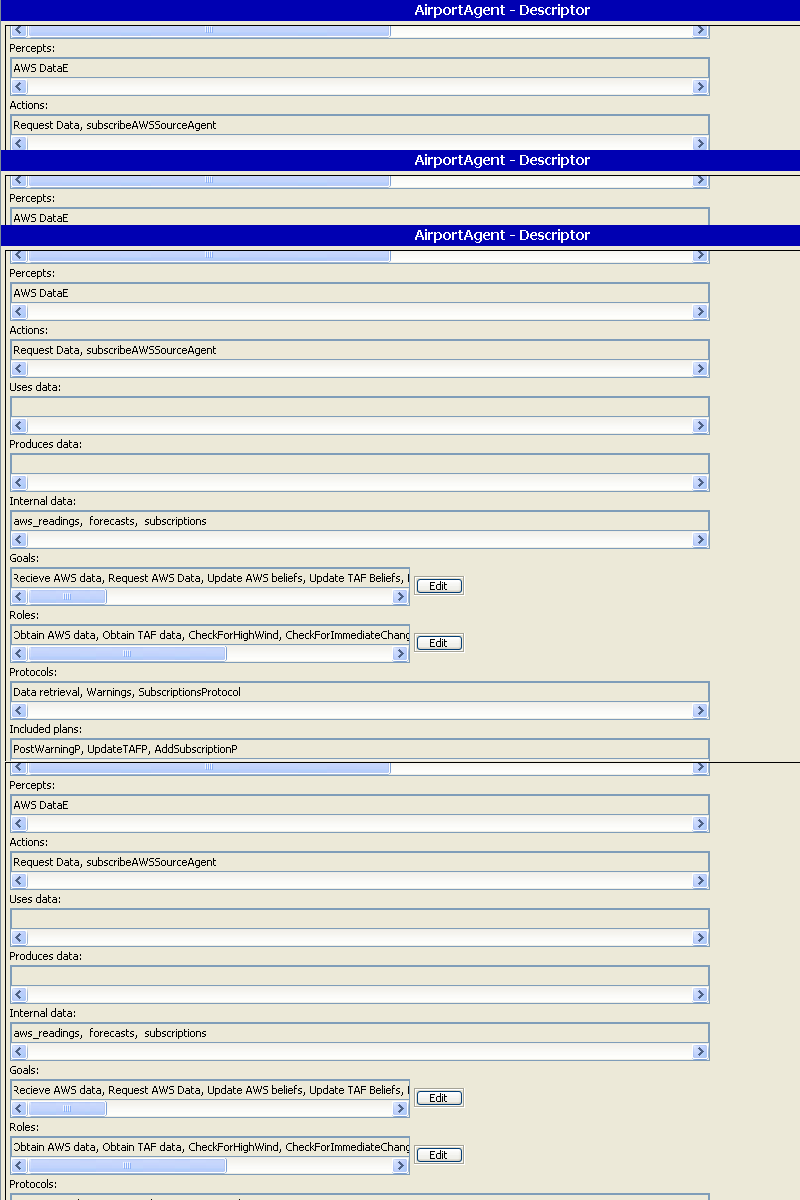 AirportAgent - Descriptor
Percepts:
AWS DataE
Actions:
Request Data, subscribeAWSSourceAgent
AirportAgent - Descriptor
Percepts:
AWS DataE
AirportAgent - Descriptor
Percepts:
AWS DataE
Actions:
Request Data, subscribeAWSSourceAgent
Uses data:
Produces data:
Internal data:
aws_readings, forecasts, subscriptions
Goals:
Recieve AWS data, Request AWS Data, Update AWS beliefs, Update TAF Beliefs,
Edit
Roles:
Obtain AWS data, Obtain TAF data, CheckForHighWind, CheckForImmediateChang
Edit
Protocols:
Data retrieval, Warnings, SubscriptionsProtocol
Included plans:
PostWarningP, UpdateTAFP, AddSubscriptionP
Percepts:
AWS DataE
Actions:
Request Data, subscribeAWSSourceAgent
Uses data:
Produces data:
Internal data:
aws_readings, forecasts, subscriptions
Goals:
Recieve AWS data, Request AWS Data, Update AWS beliefs, Update TAF Beliefs,
Edit
Roles:
Obtain AWS data, Obtain TAF data, CheckForHighWind, CheckForImmediateChang
Edit
Protocols: